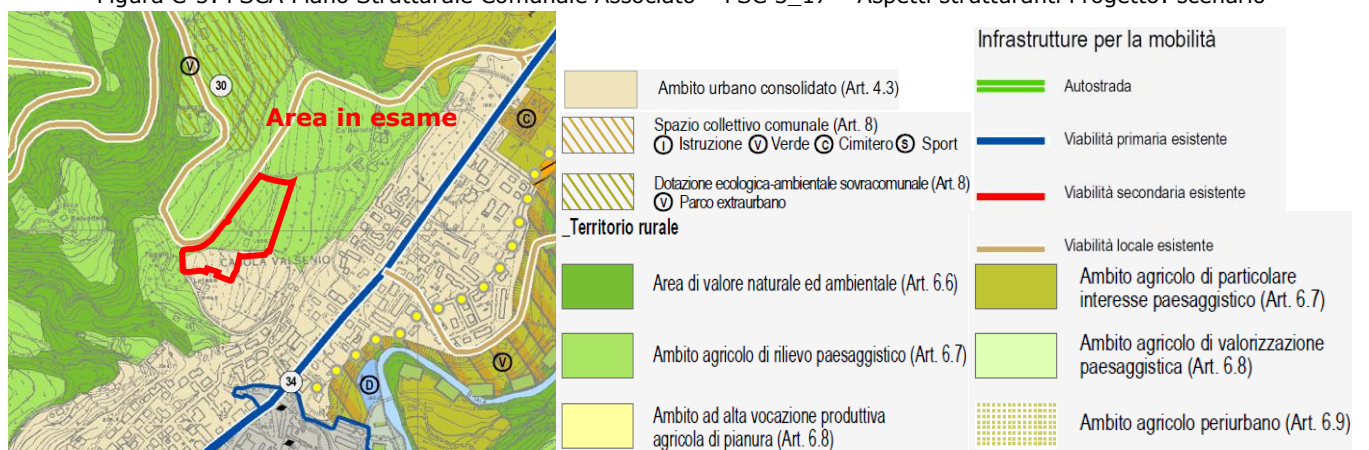 Figura C-5: PSCA Piano Strutturale Comunale Associato – PSC 3_17 – Aspetti strutturanti Progetto: scenario
V
30
Area in esame
C
CASOLA VALSENIO
V
D
34
Ambito urbano consolidato (Art. 4.3)
Spazio collettivo comunale (Art. 8)
I Istruzione V Verde C Cimitero S Sport
Dotazione ecologica-ambientale sovracomunale (Art.8)
V Parco extraurbano
_Territorio rurale
Area di valore naturale ed ambientale (Art. 6.6)
Ambito agricolo di rilievo paesaggistico (Art. 6.7)
Ambito ad alta vocazione produttiva
agricola di pianura (Art. 6.8)
Infrastrutture per la mobilità
Autostrada
Viabilità primaria esistente
Viabilità secondaria esistente
Viabilità locale esistente
Ambito agricolo di particolare
interesse paesaggistico (Art. 6.7)
Ambito agricolo di valorizzazione
paesaggistica (Art. 6.8)
Ambito agricolo periurbano (Art. 6.9)